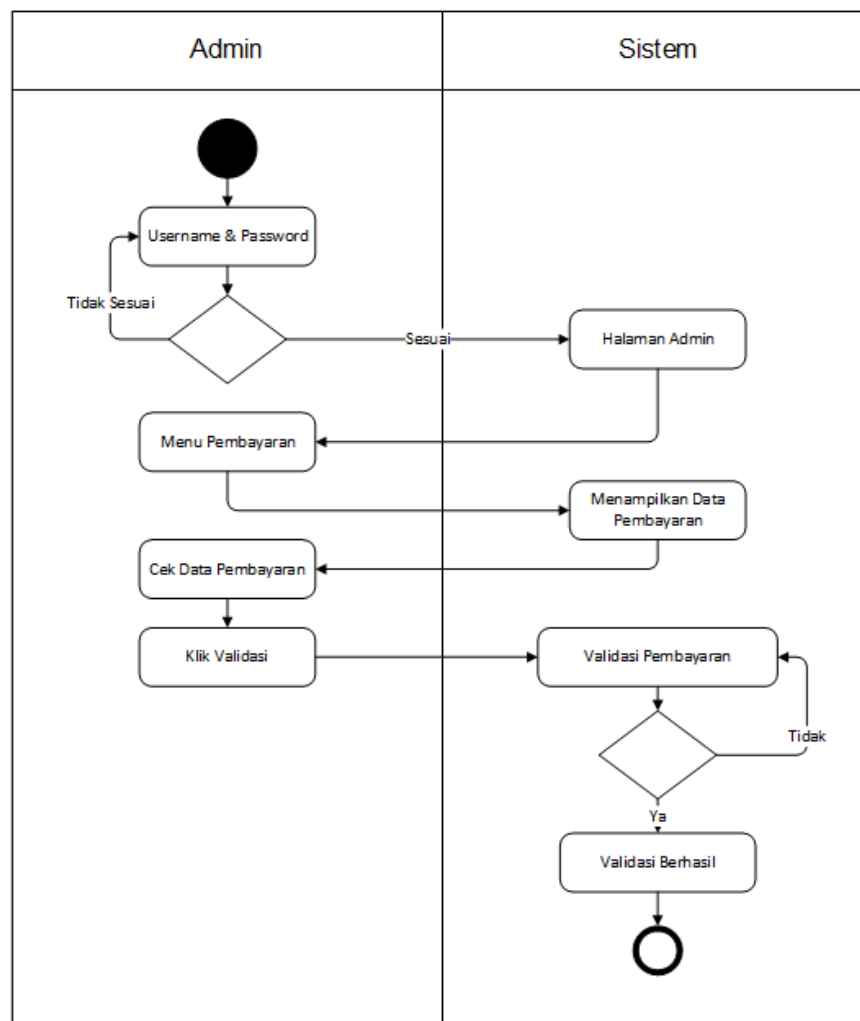 Admin
Sistem
Username & Password
Tidak Sesuai
Sesuai
Halaman Admin
Menu Pembayaran
Menampilkan Data
Pembayaran
Cek Data Pembayaran
Klik Validasi
Validasi Pembayaran
Tidak
Ya
Validasi Berhasil